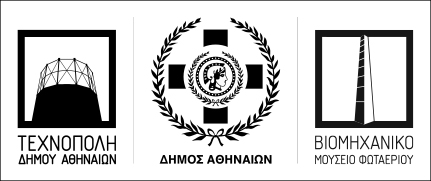 ΤΕΧΝΟΠΟΛΗ
ΔΗΜΟΥ ΑΘΗΝΑΙΩΝ
ΔΗΜΟΣ ΑΘΗΝΑΙΩΝ
ΒΙΟΜΗΧΑΝΙΚΟ
ΜΟΥΣΕΙΟ ΦΩΤΑΕΡΙΟΥ